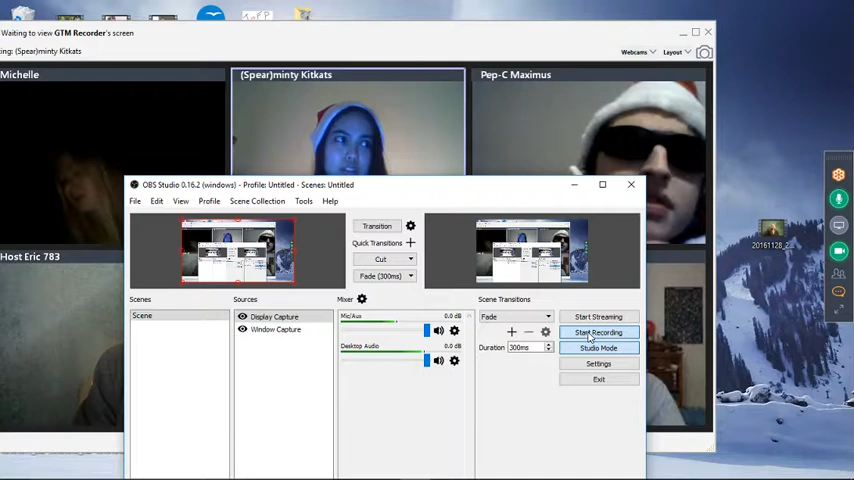 Waiting to view GTM Recorder's screen
ing: (Spear)minty Kitkats
Webcams
Layout
Michelle
(Spear)minty Kitkats
Pep-C Maximus
OBS Studio 0.16.2 (windows) - Profile: Untitled - Scenes: Untitled
File Edit View Profile Scene Collection Tools Help
Transition
Quick Transitions
Cut
Fade (300ms)
Host Eric 783
20161128_2...
Scenes
Sources
Mixer
Scene Transitions
Scene
Display Capture
Window Capture
Mic/Aux 0.0 dB
Desktop Audio 0.0 dB
Fade
Duration 300ms
Start Streaming
Start Recording
Studio Mode
Settings
Exit